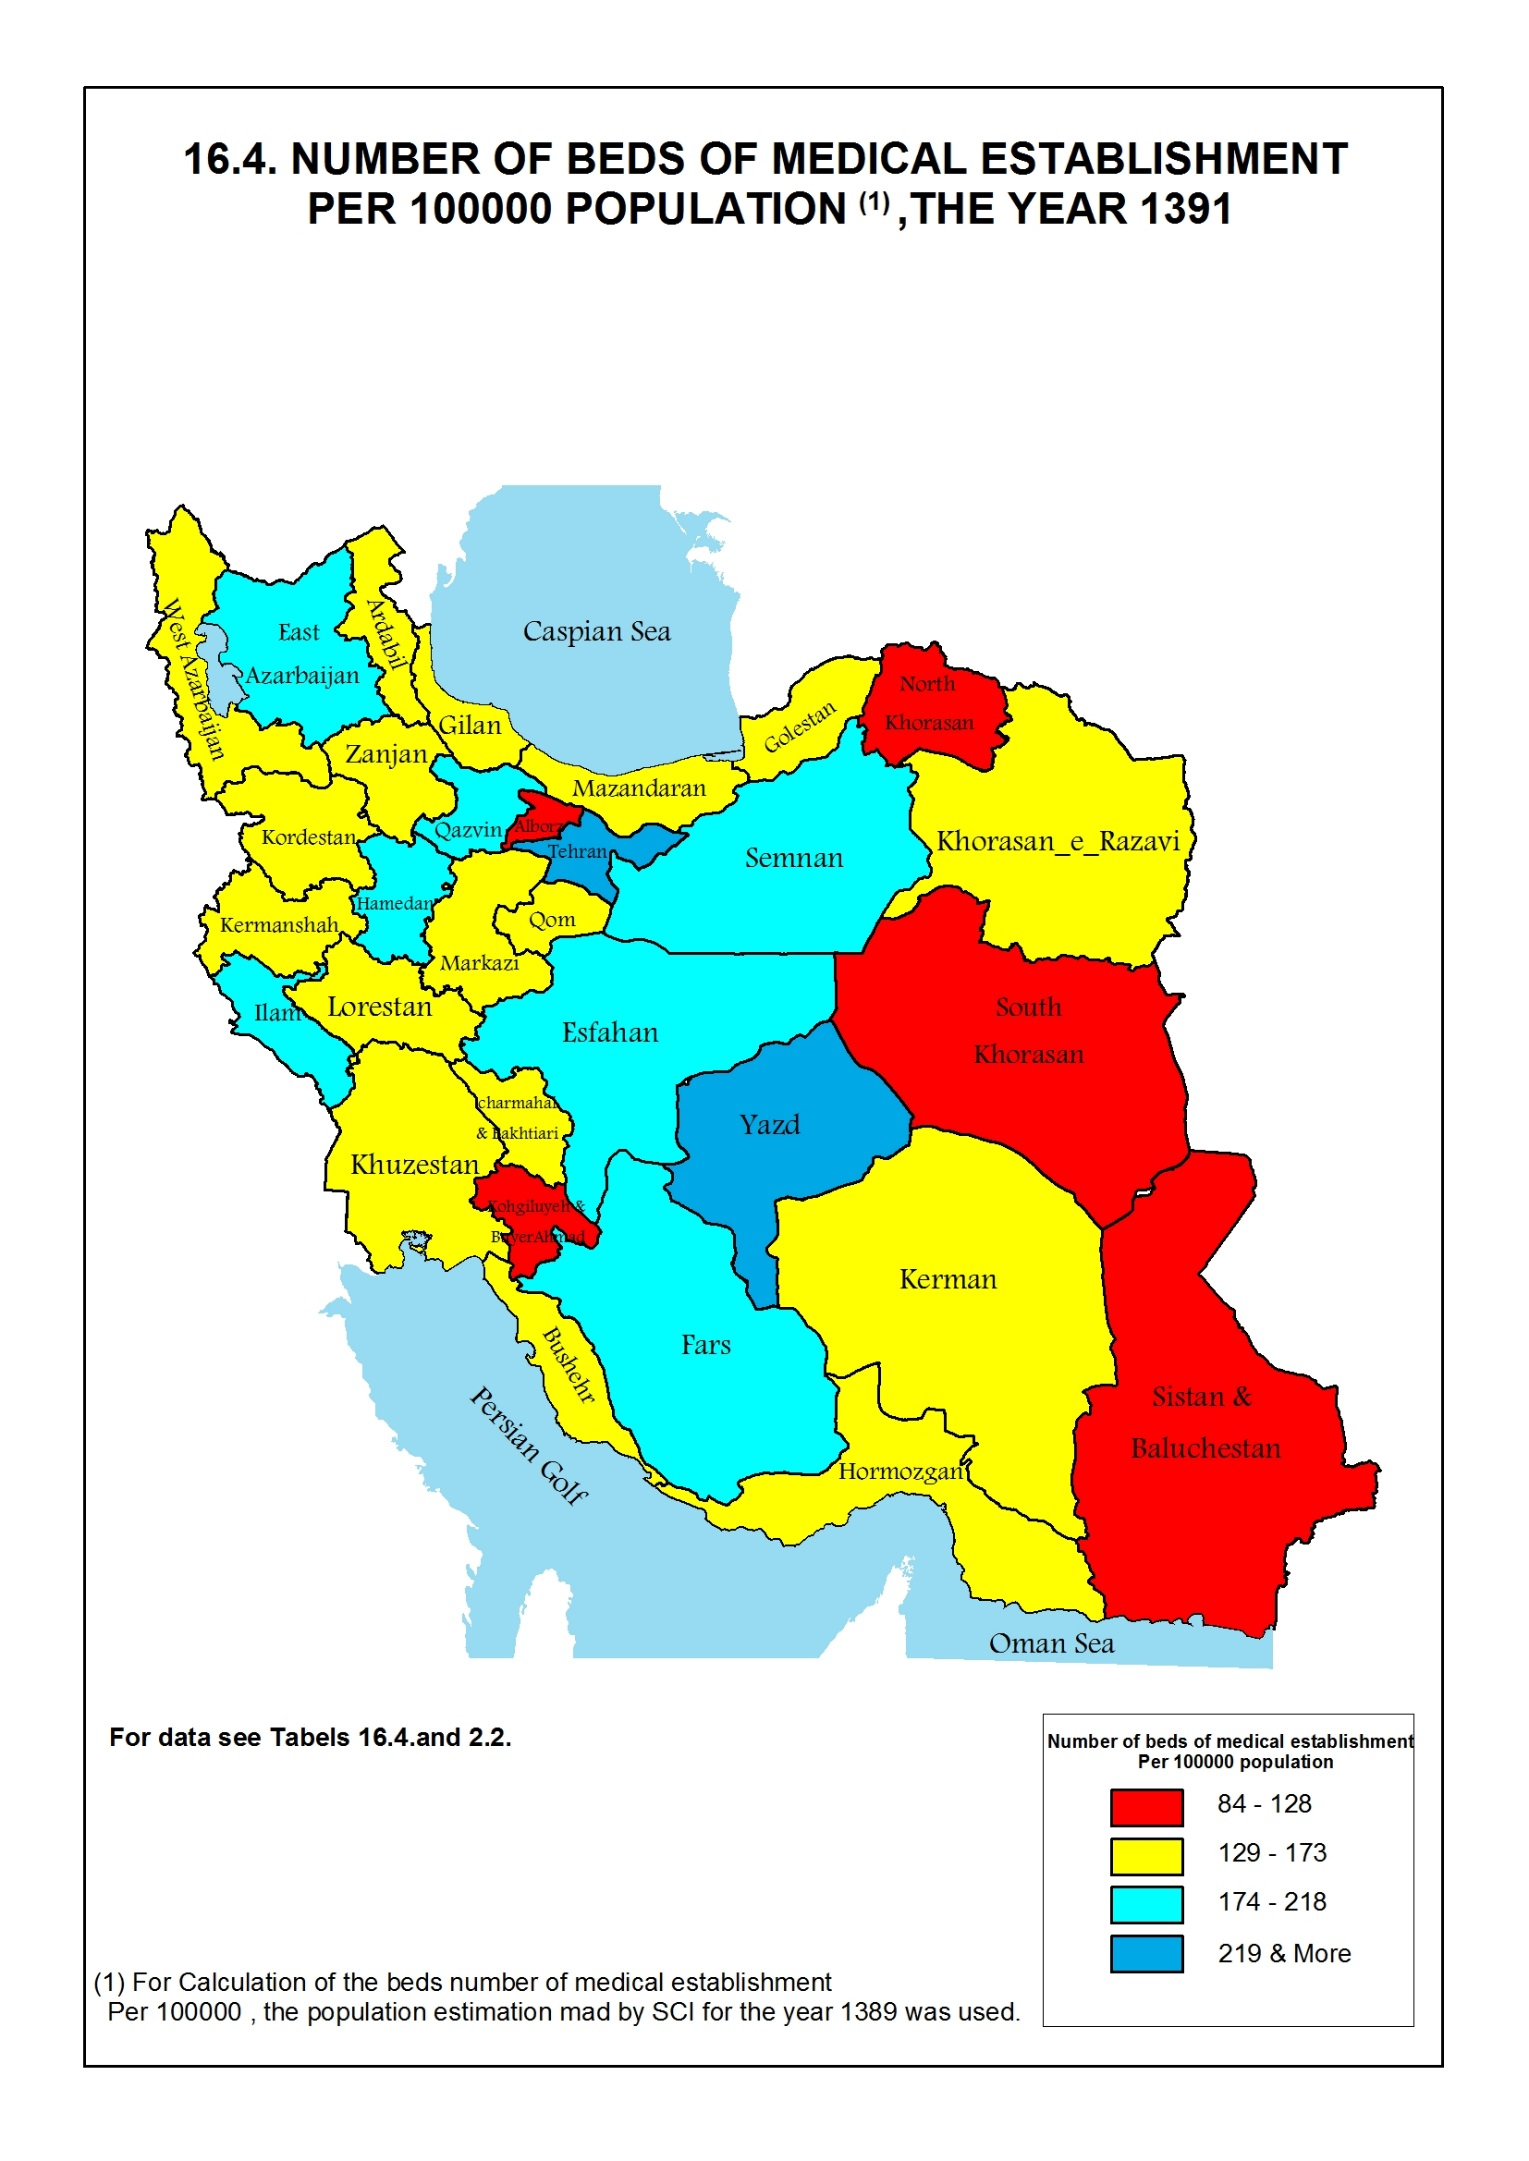 16.4. NUMBER OF BEDS OF MEDICAL ESTABLISHMENT
PER 100000 POPULATION (1) ,THE YEAR 1391
Caspian Sea
East
Azarbaijan
West Azarbaijan
Ardabil
Gilan
Zanjan
North
Khorasan
Golestan
Mazandaran
Kordestan
Qazvin
Alborz
Tehran
Semnan
Khorasan_e_Razavi
Hamedan
Kermanshah
Qom
Markazi
Ilam
Lorestan
Esfahan
South
Khorasan
charmahal
& Bakhtiari
Yazd
Khuzestan
Kohgiluyeh &
BuyerAhmad
Kerman
Fars
Bushehr
Persian Golf
Sistan &
Baluchestan
Hormozgan
Oman Sea
For data see Tabels 16.4.and 2.2.
Number of beds of medical establishment
Per 100000 population
84 - 128
129 - 173
174 - 218
219 & More
(1) For Calculation of the beds number of medical establishment
Per 100000 , the population estimation mad by SCI for the year 1389 was used.